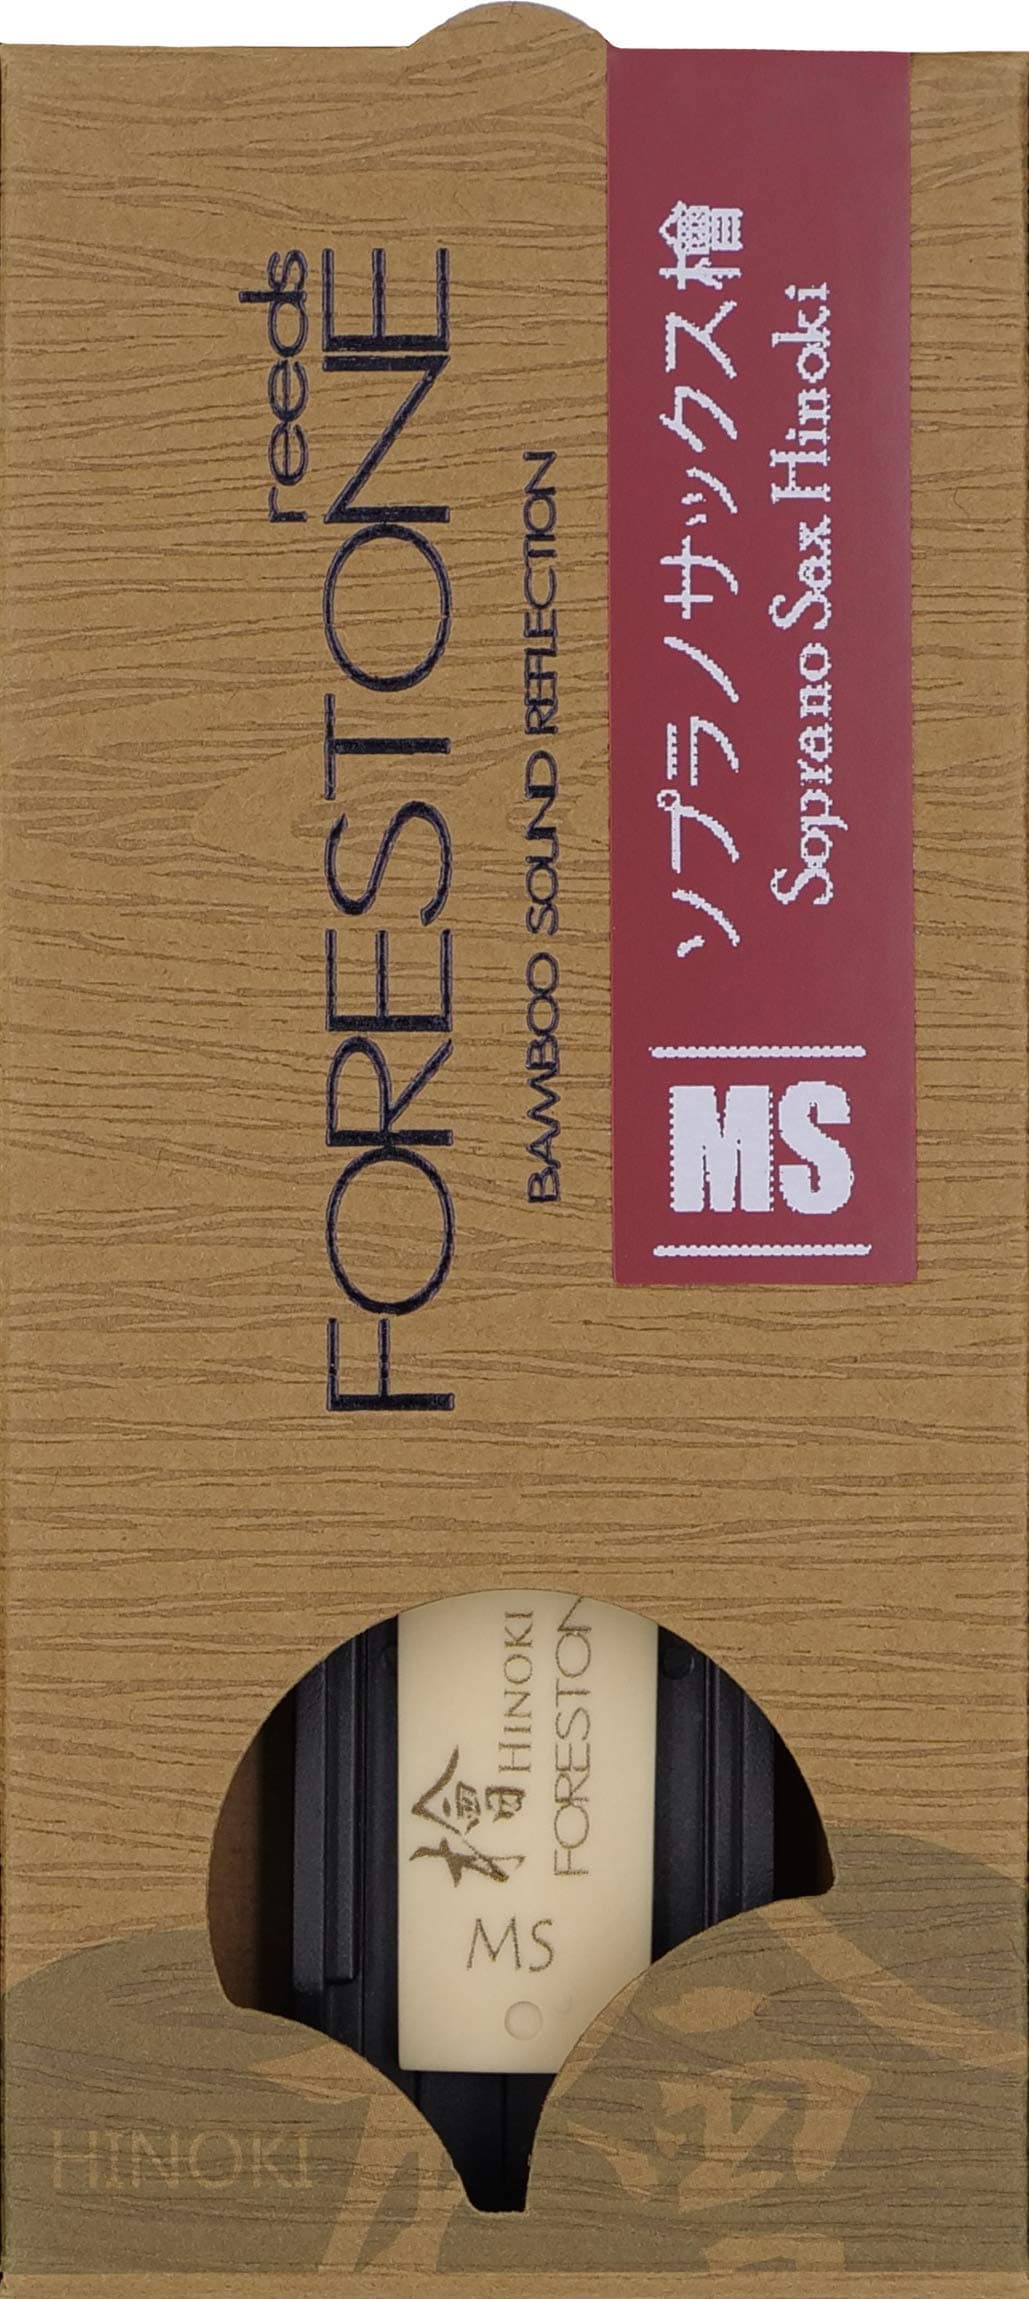 reeds
FORESTONE
BAMBOO SOUND REFLECTION
ソプラノサックス檜
Soprano Sax Hinoki
MS
檜 HINOKI
FORESTON
MS
HINOKI